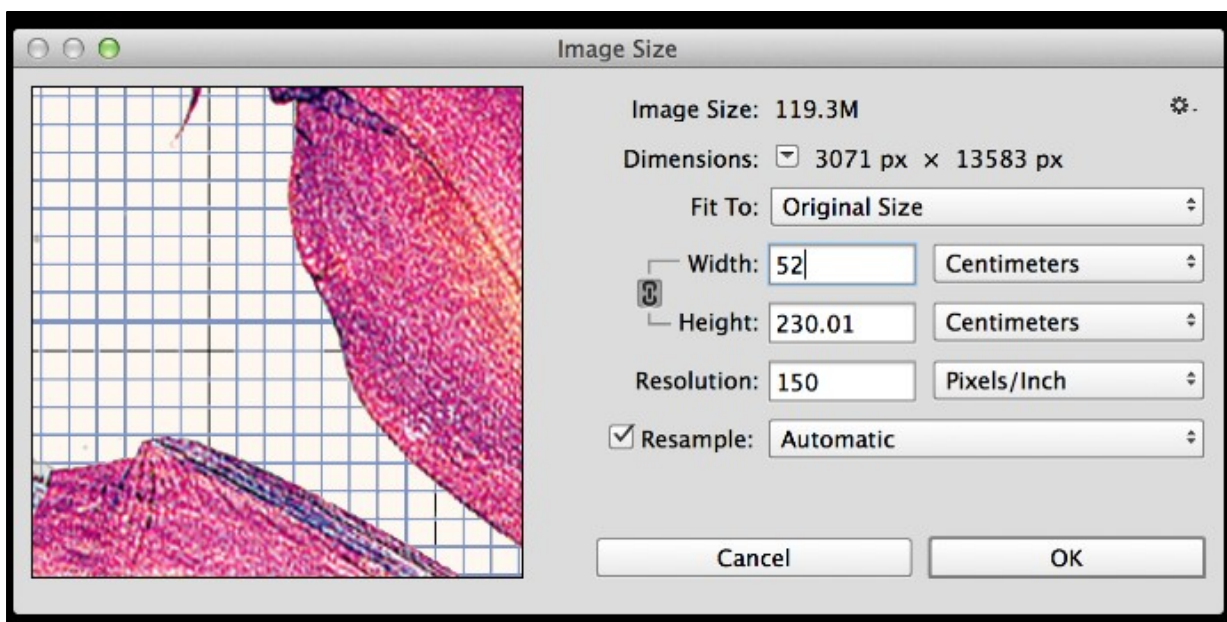 Image Size
Image Size: 119.3M
Dimensions: 3071 px × 13583 px
Fit To: Original Size
Width: 52 Centimeters
Height: 230.01 Centimeters
Resolution: 150 Pixels/Inch
Resample: Automatic
Cancel OK